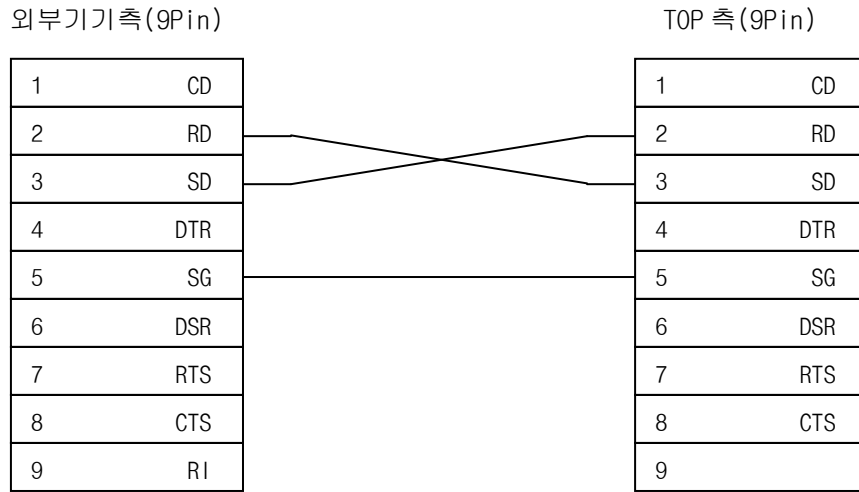 외부기기측(9Pin)
TOP 측(9Pin)
1 CD
2 RD
3 SD
4 DTR
5 SG
6 DSR
7 RTS
8 CTS
9 RI
1 CD
2 RD
3 SD
4 DTR
5 SG
6 DSR
7 RTS
8 CTS
9